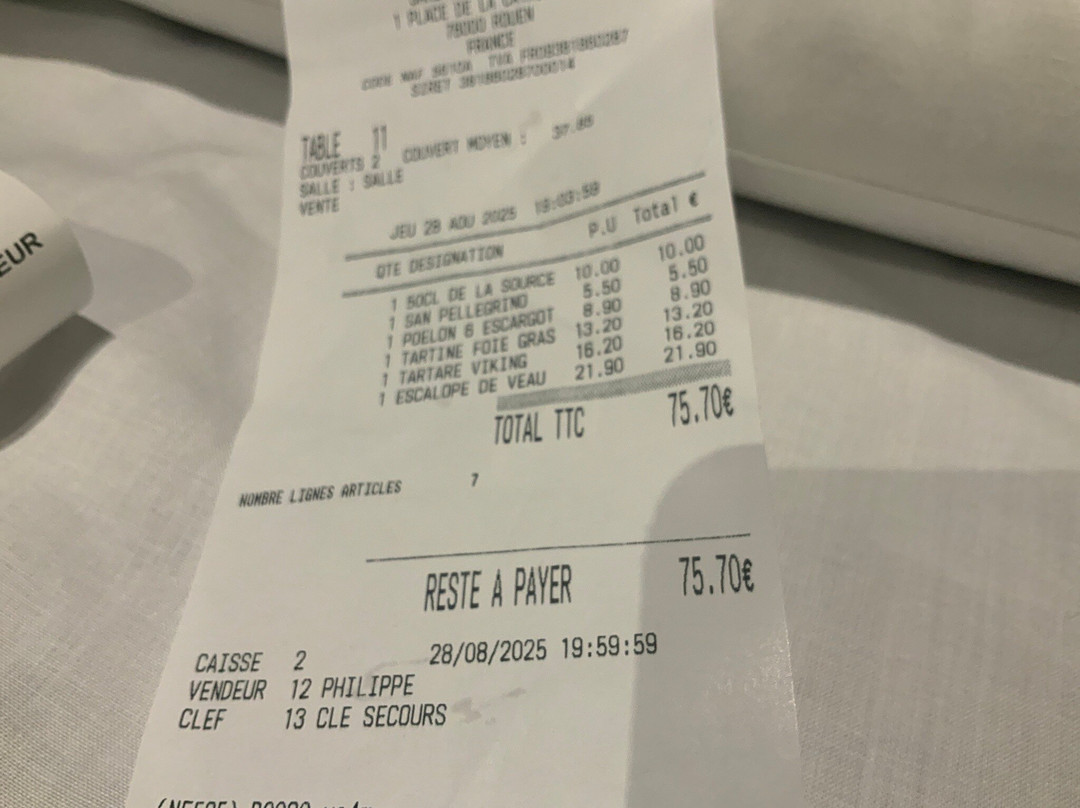 1 PLACE DE LA
ROUEN
FRANCE
TABLE 11
COUVERTS 2 COUVERT MOYEN :
SALLE : SALLE
VENTE
JEU 28 AOU 2025 19:03:59
QTE DESIGNATION P.U Total €
1 50CL DE LA SOURCE 10.00 10.00
1 SAN PELLEGRINO 5.50 5.50
1 POELON 6 ESCARGOT 8.90 8.90
1 TARTINE FOIE GRAS 13.20 13.20
1 TARTARE VIKING 16.20 16.20
1 ESCALOPE DE VEAU 21.90 21.90
TOTAL TTC 75.70€
NOMBRE LIGNES ARTICLES 7
RESTE A PAYER 75.70€
CAISSE 2 28/08/2025 19:59:59
VENDEUR 12 PHILIPPE
CLEF 13 CLE SECOURS
EUR